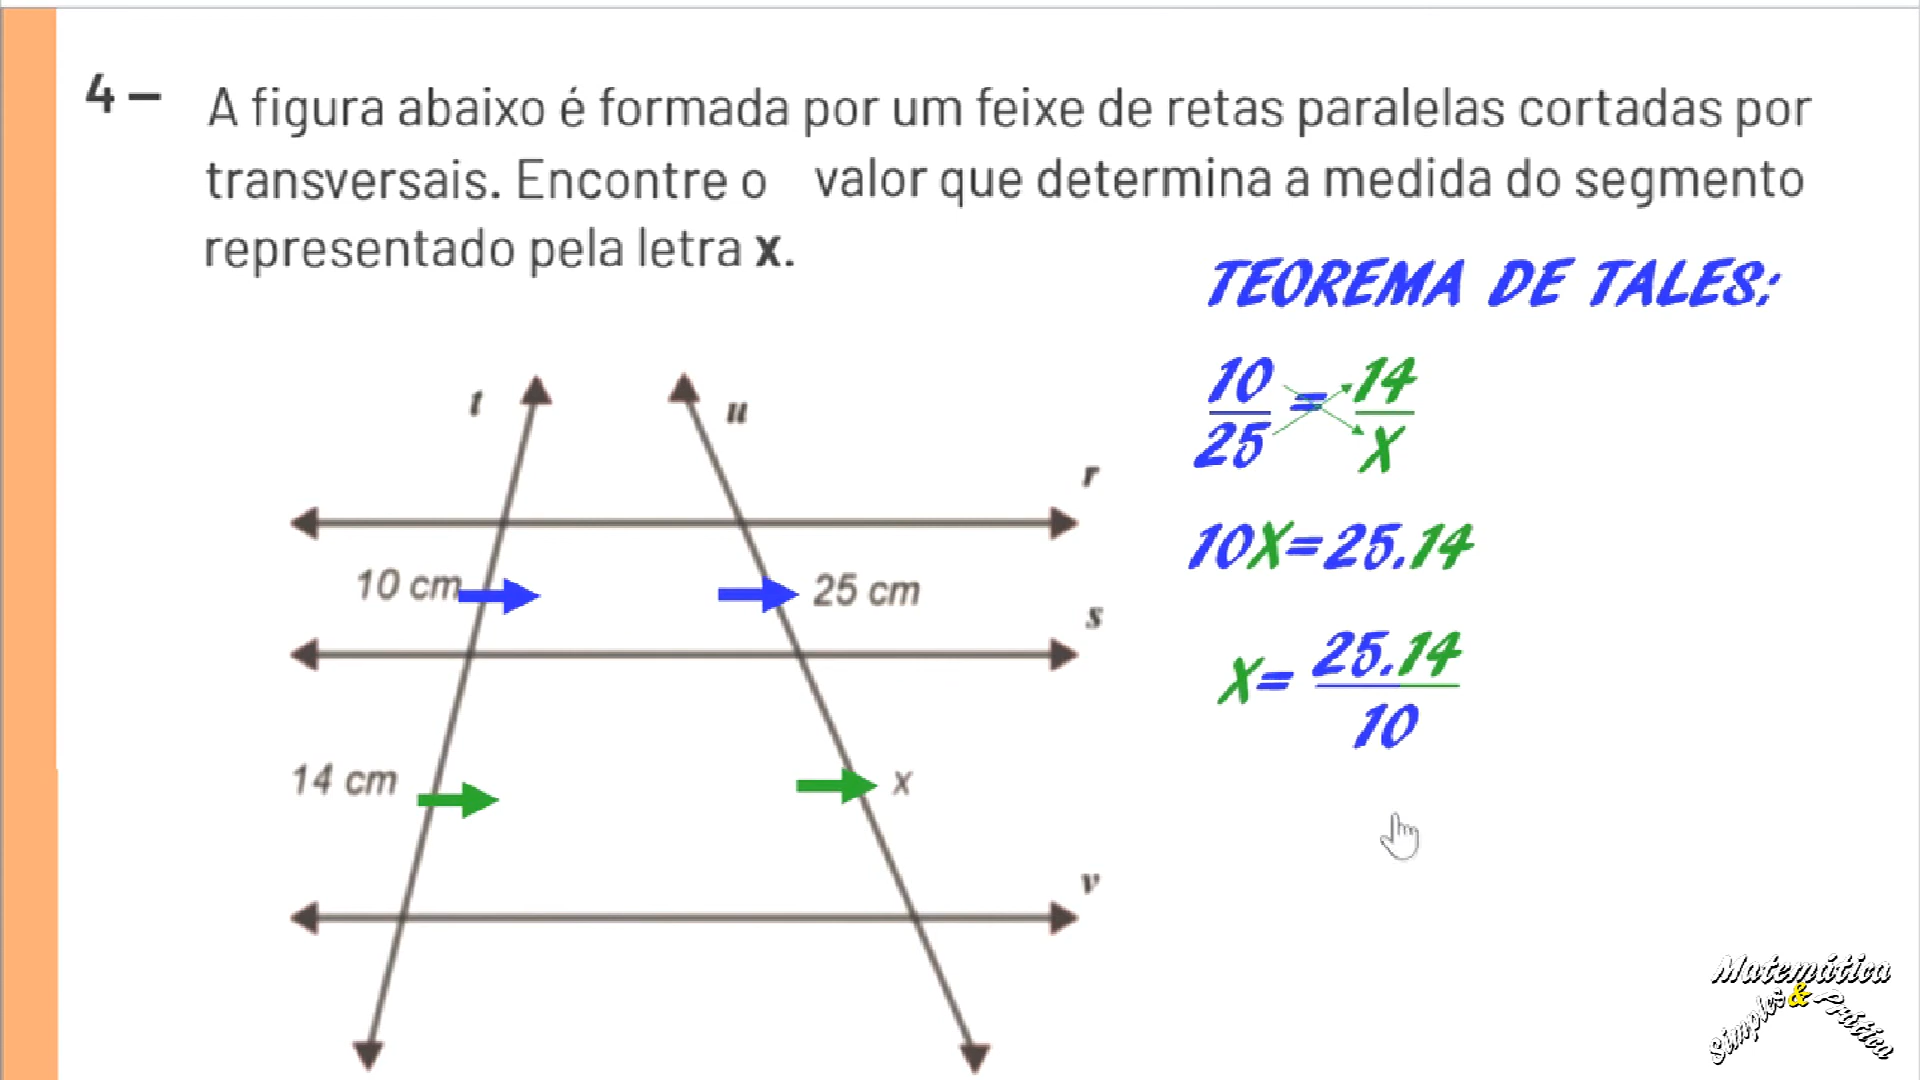 4 – A figura abaixo é formada por um feixe de retas paralelas cortadas por
transversais. Encontre o valor que determina a medida do segmento
representado pela letra x.
TEOREMA DE TALES:
10/25 = 14/X
10X=25.14
X= 25.14/10
t
u
r
10 cm
25 cm
s
14 cm
x
v
Matemática
Simples & Prática